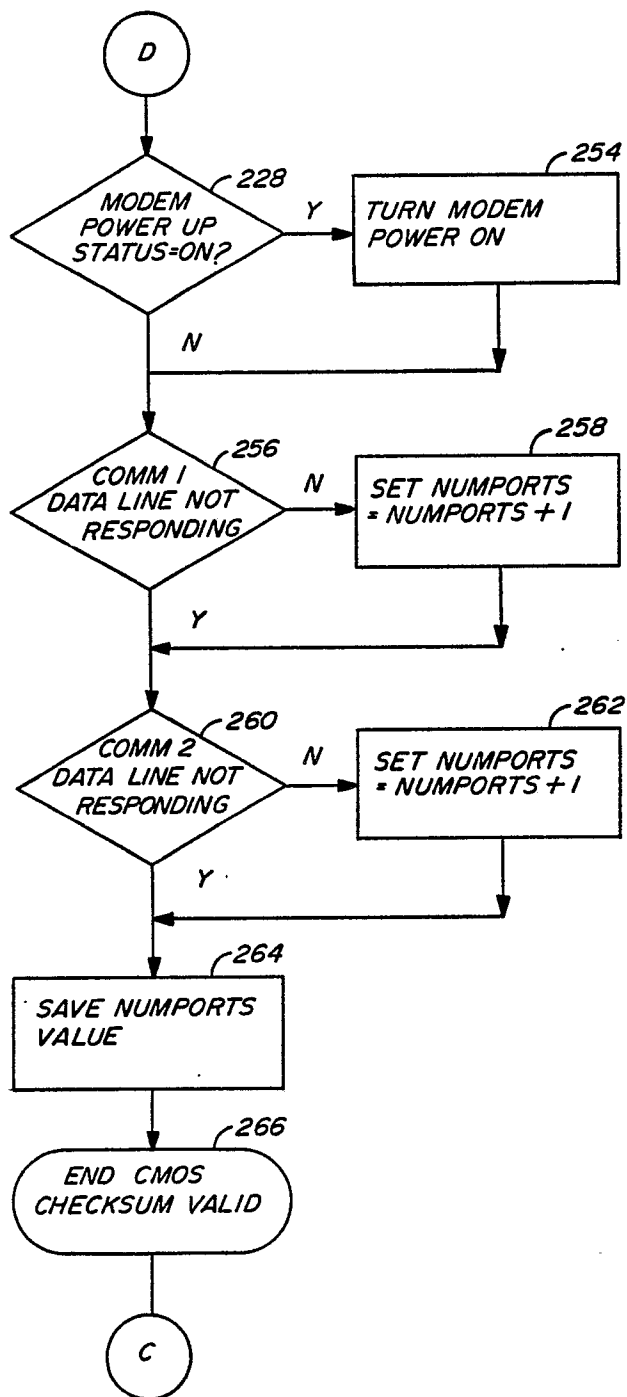 D
228
MODEM
POWER UP
STATUS=ON?
Y
254
TURN MODEM
POWER ON
N
256
COMM 1
DATA LINE NOT
RESPONDING
N
258
SET NUMPORTS
= NUMPORTS + 1
Y
260
COMM 2
DATA LINE NOT
RESPONDING
N
262
SET NUMPORTS
= NUMPORTS + 1
Y
264
SAVE NUMPORTS
VALUE
266
END CMOS
CHECKSUM VALID
C